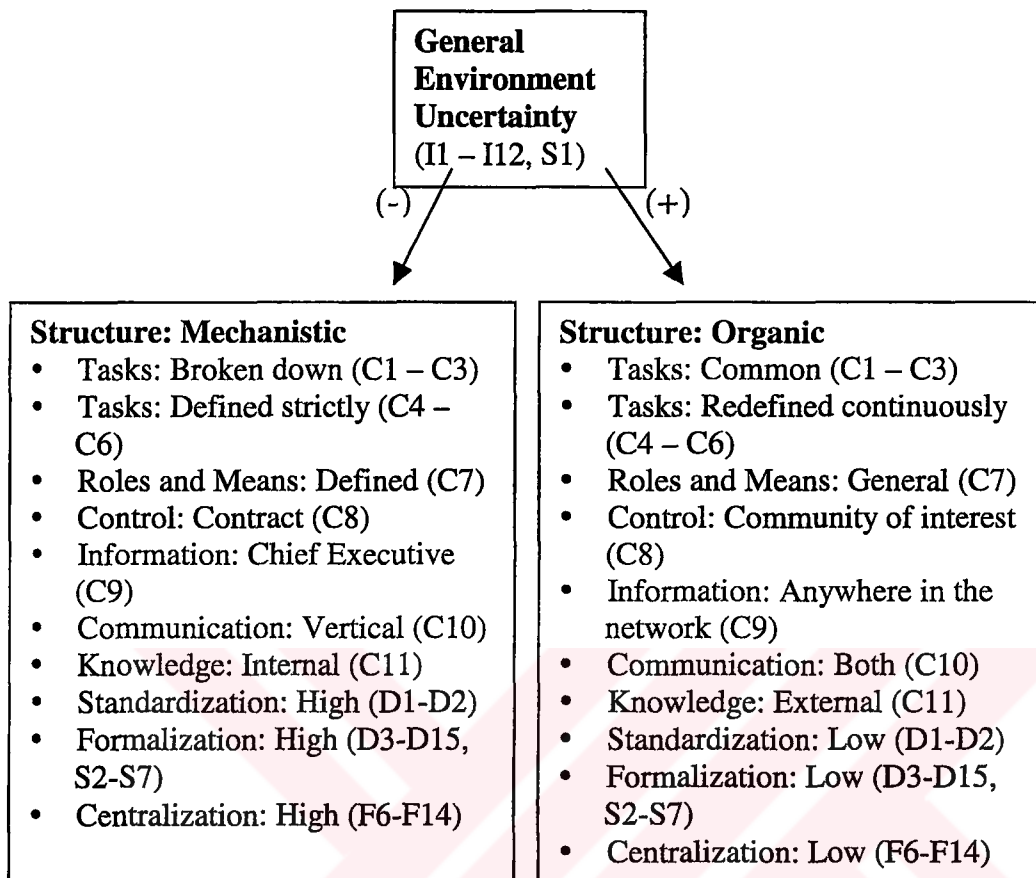 General
Environment
Uncertainty
(I1 – I12, S1)
(-)
(+)
Structure: Mechanistic
• Tasks: Broken down (C1 – C3)
• Tasks: Defined strictly (C4 –
C6)
• Roles and Means: Defined (C7)
• Control: Contract (C8)
• Information: Chief Executive
(C9)
• Communication: Vertical (C10)
• Knowledge: Internal (C11)
• Standardization: High (D1-D2)
• Formalization: High (D3-D15,
S2-S7)
• Centralization: High (F6-F14)
Structure: Organic
• Tasks: Common (C1 – C3)
• Tasks: Redefined continuously
(C4 – C6)
• Roles and Means: General (C7)
• Control: Community of interest
(C8)
• Information: Anywhere in the
network (C9)
• Communication: Both (C10)
• Knowledge: External (C11)
• Standardization: Low (D1-D2)
• Formalization: Low (D3-D15,
S2-S7)
• Centralization: Low (F6-F14)